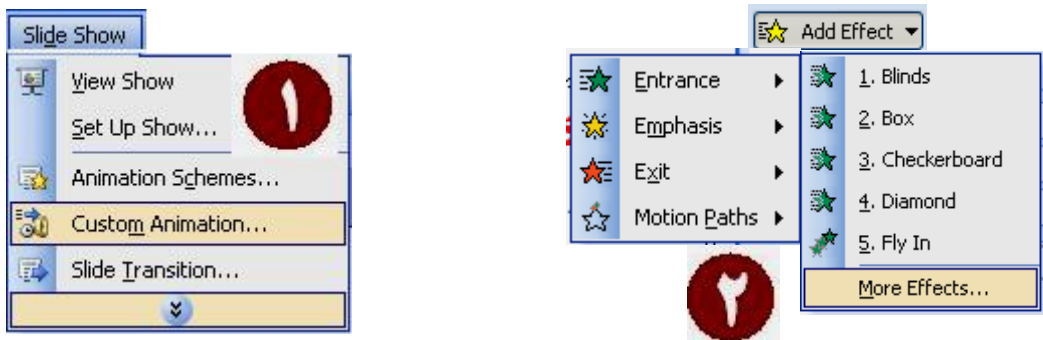 Slide Show
View Show
Set Up Show...
Animation Schemes...
Custom Animation...
Slide Transition...
١
Add Effect
Entrance
Emphasis
Exit
Motion Paths
1. Blinds
2. Box
3. Checkerboard
4. Diamond
5. Fly In
More Effects...
٢